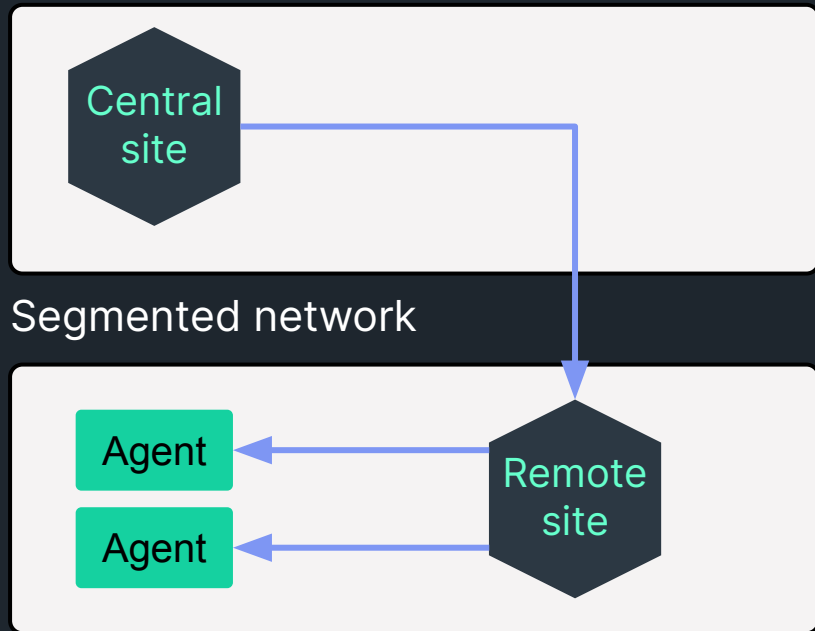 Central
site
Segmented network
Agent
Remote
site
Agent